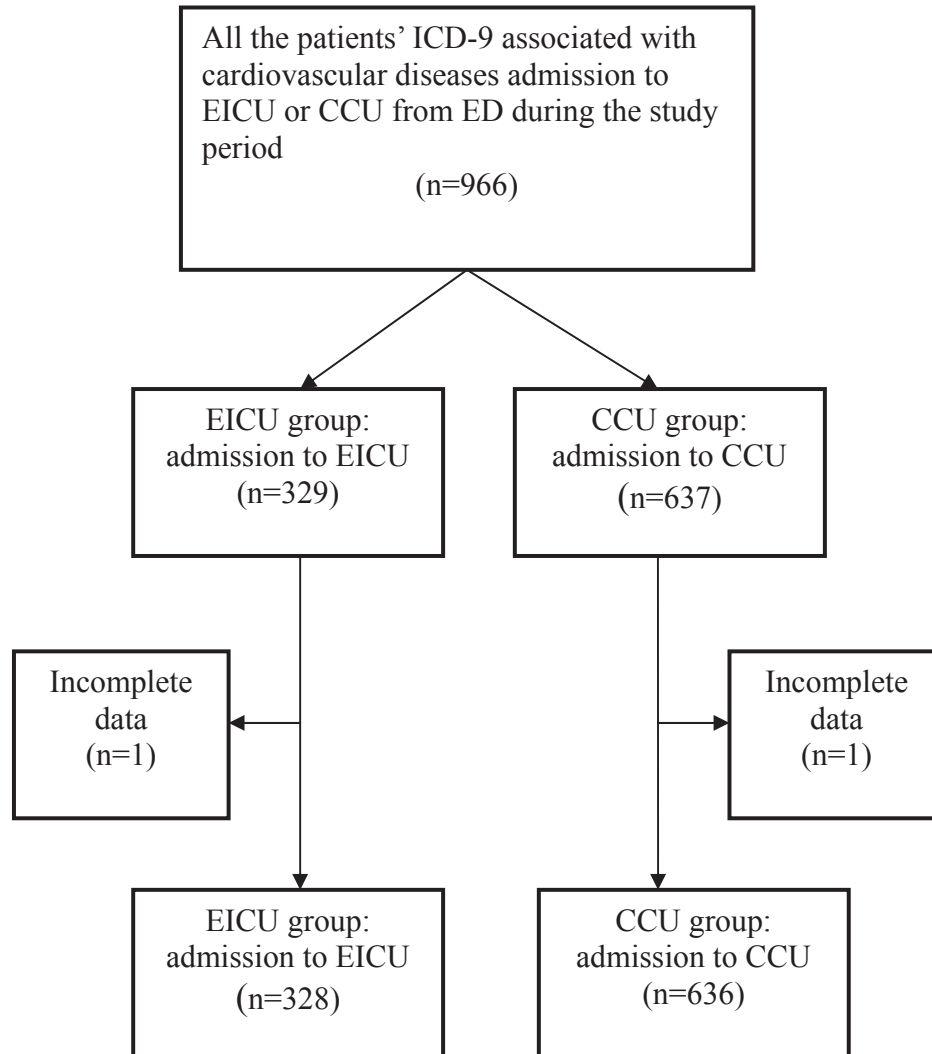 All the patients’ ICD-9 associated with
cardiovascular diseases admission to
EICU or CCU from ED during the study
period
(n=966)
EICU group:
admission to EICU
(n=329)
CCU group:
admission to CCU
(n=637)
Incomplete
data
(n=1)
Incomplete
data
(n=1)
EICU group:
admission to EICU
(n=328)
CCU group:
admission to CCU
(n=636)